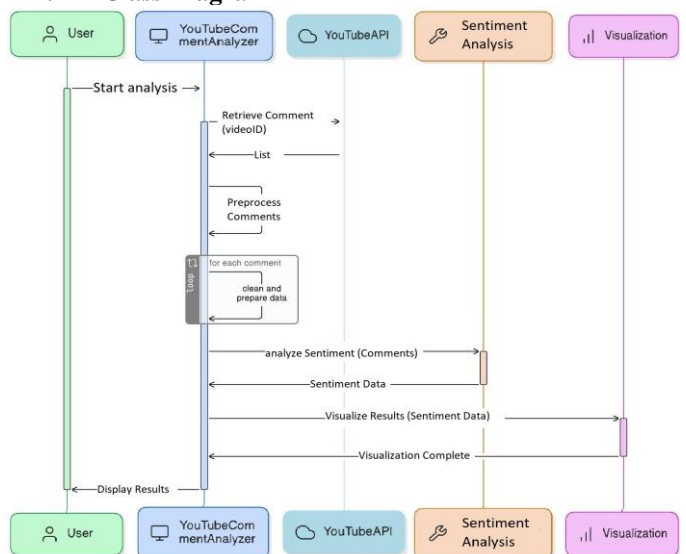 User
YouTubeCom
mentAnalyzer
YouTubeAPI
Sentiment
Analysis
Visualization
Start analysis
Retrieve Comment
(videoID)
List
Preprocess
Comments
loop
for each comment
clean and
prepare data
analyze Sentiment (Comments)
Sentiment Data
Visualize Results (Sentiment Data)
Visualization Complete
Display Results
User
YouTubeCom
mentAnalyzer
YouTubeAPI
Sentiment
Analysis
Visualization